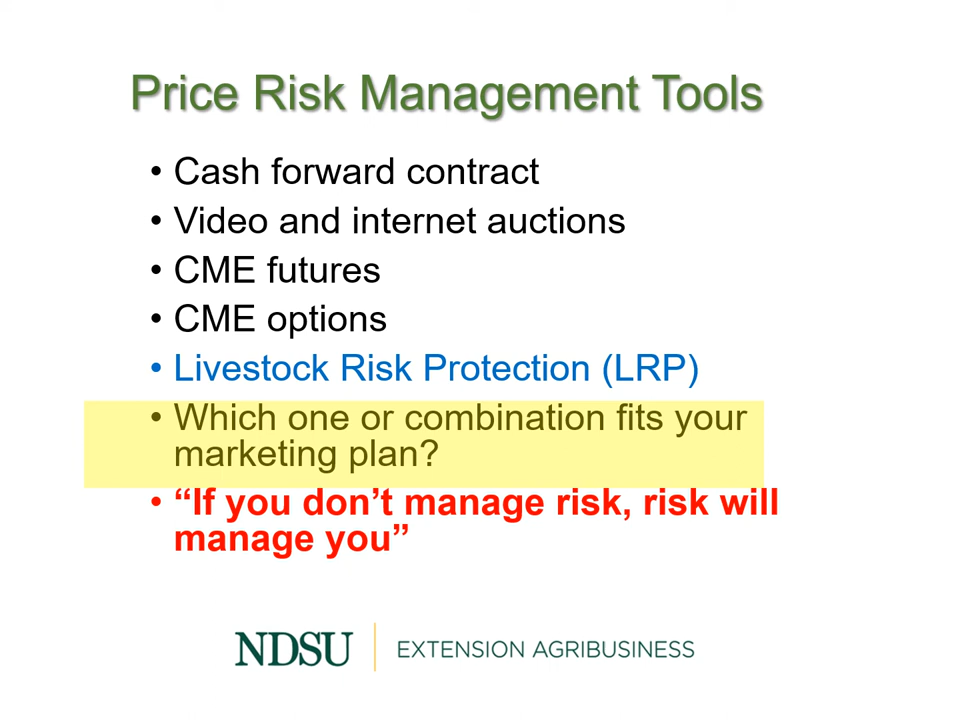 Price Risk Management Tools
• Cash forward contract
• Video and internet auctions
• CME futures
• CME options
• Livestock Risk Protection (LRP)
• Which one or combination fits your
marketing plan?
• “If you don’t manage risk, risk will
manage you”
NDSU EXTENSION AGRIBUSINESS